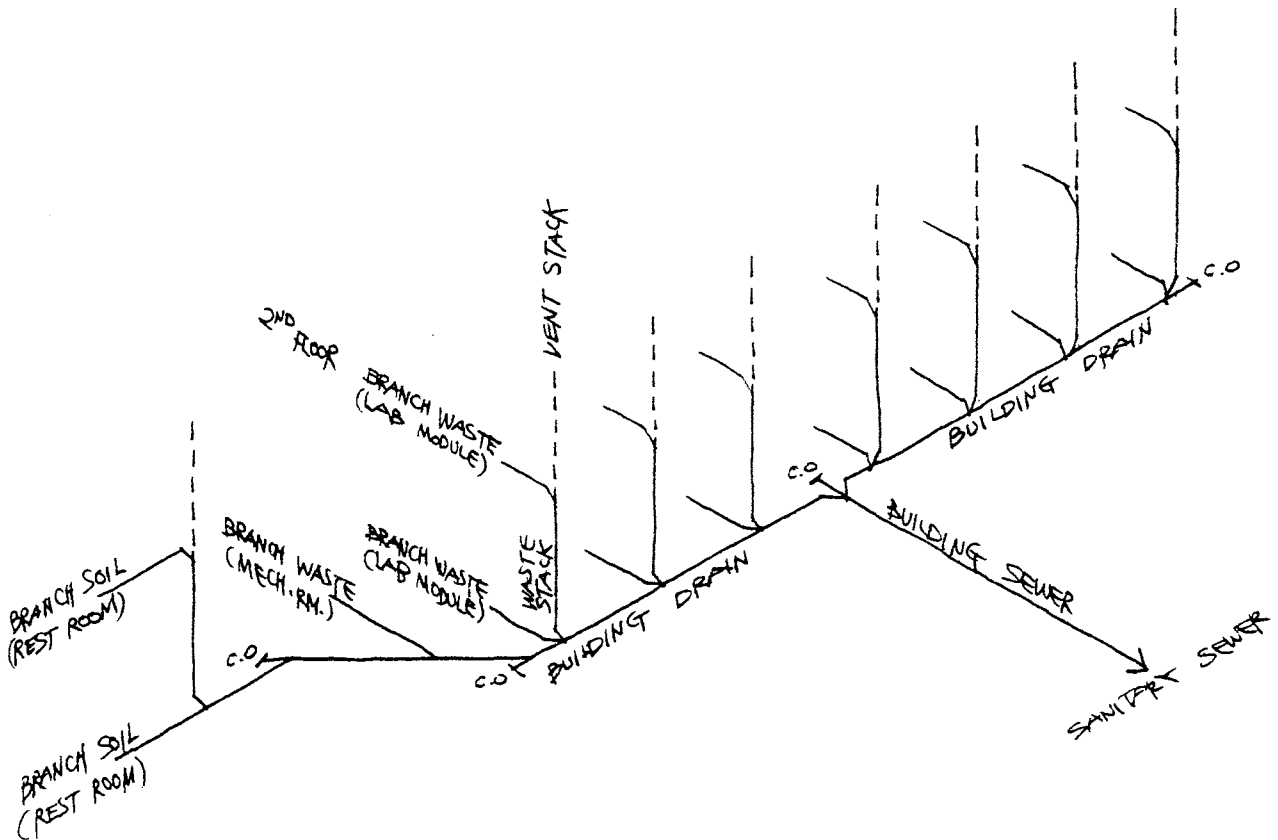 C.O
BUILDING DRAIN
VENT STACK
2ND FLOOR
BRANCH WASTE
(LAB MODULE)
C.O
BUILDING SEWER
SANITARY SEWER
BRANCH WASTE
(MECH. RM.)
BRANCH WASTE
(LAB MODULE)
WASTE
STACK
BUILDING DRAIN
BRANCH SOIL
(REST ROOM)
C.O
C.O
BRANCH SOIL
(REST ROOM)